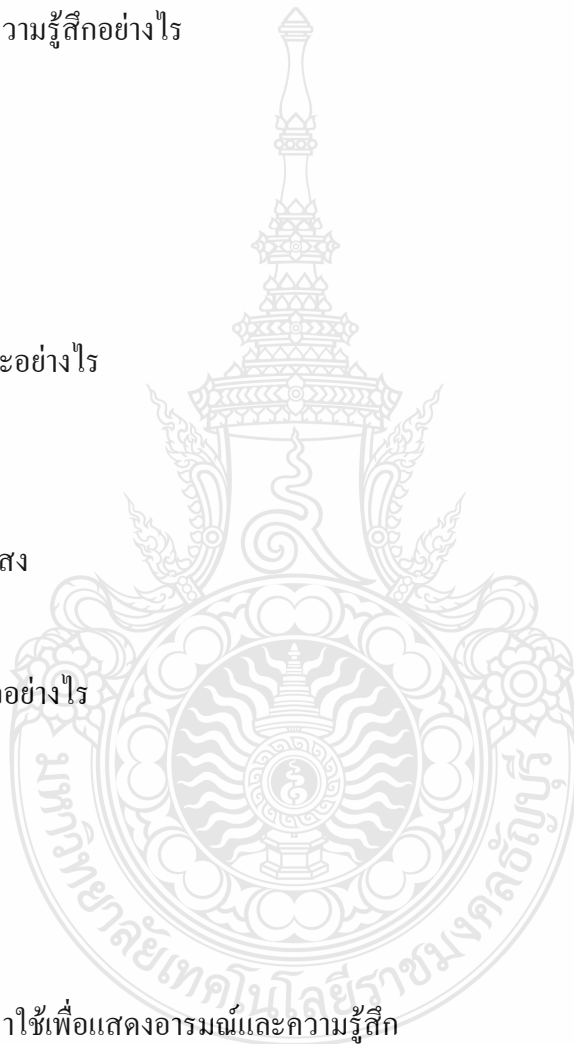 วามรู้สึกอย่างไร
ะอย่างไร
สง
อย่างไร
มหาวิทยาลัยเทคโนโลยีราชมงคลธัญบุรี
าใช้เพื่อแสดงอารมณ์และความรู้สึก